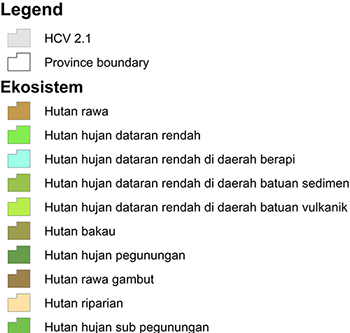 Legend
HCV 2.1
Province boundary
Ekosistem
Hutan rawa
Hutan hujan dataran rendah
Hutan hujan dataran rendah di daerah berapi
Hutan hujan dataran rendah di daerah batuan sedimen
Hutan hujan dataran rendah di daerah batuan vulkanik
Hutan bakau
Hutan hujan pegunungan
Hutan rawa gambut
Hutan riparian
Hutan hujan sub pegunungan